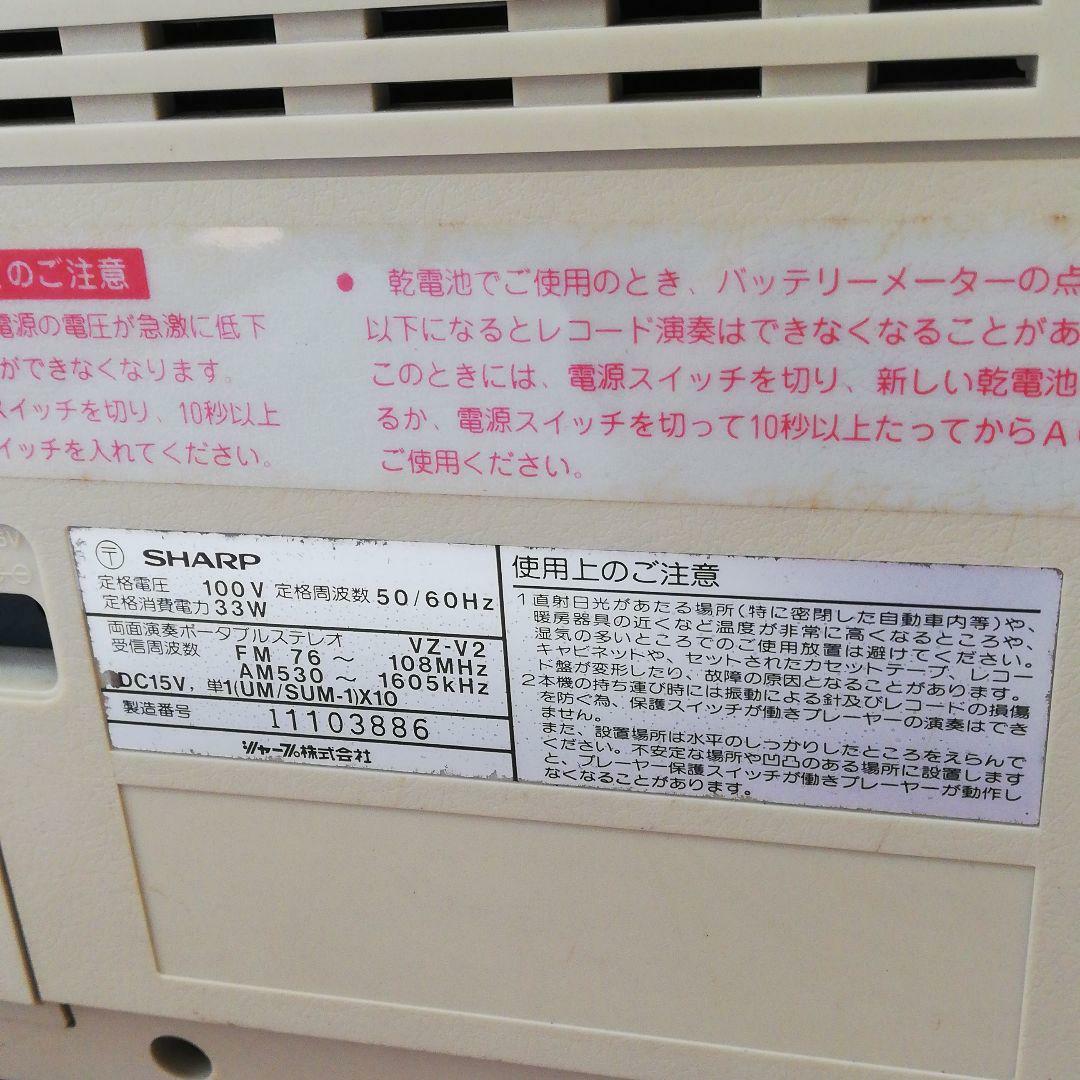 のご注意
電源の電圧が急激に低下
ができなくなります。
スイッチを切り、10秒以上
イッチを入れてください。
● 乾電池でご使用のとき、バッテリーメーターの点
以下になるとレコード演奏はできなくなることがあ
このときには、電源スイッチを切り、新しい乾電池
るか、電源スイッチを切って10秒以上たってからA
ご使用ください。
〒 SHARP
定格電圧 100V 定格周波数 50/60Hz
定格消費電力 33W
両面演奏ポータブルステレオ VZ-V2
受信周波数 FM 76 ~ 108MHz
AM530 ~ 1605kHz
DC15V, 単1(UM/SUM-1)X10
製造番号 11103886
シャープ株式会社
使用上のご注意
1 直射日光があたる場所(特に密閉した自動車内等)や、
暖房器具の近くなど温度が非常に高くなるところや、
湿気の多いところでのご使用放置は避けてください。
キャビネットや、セットされたカセットテープ、レコー
ド盤が変形したり、故障の原因となることがあります。
2 本機の持ち運び時には振動による針及びレコードの損傷
を防ぐ為、保護スイッチが働きプレーヤーの演奏はでき
ません。
また、設置場所は水平のしっかりしたところをえらんで
ください。不安定な場所や凹凸のある場所に設置します
と、プレーヤー保護スイッチが働きプレーヤーが動作し
なくなることがあります。